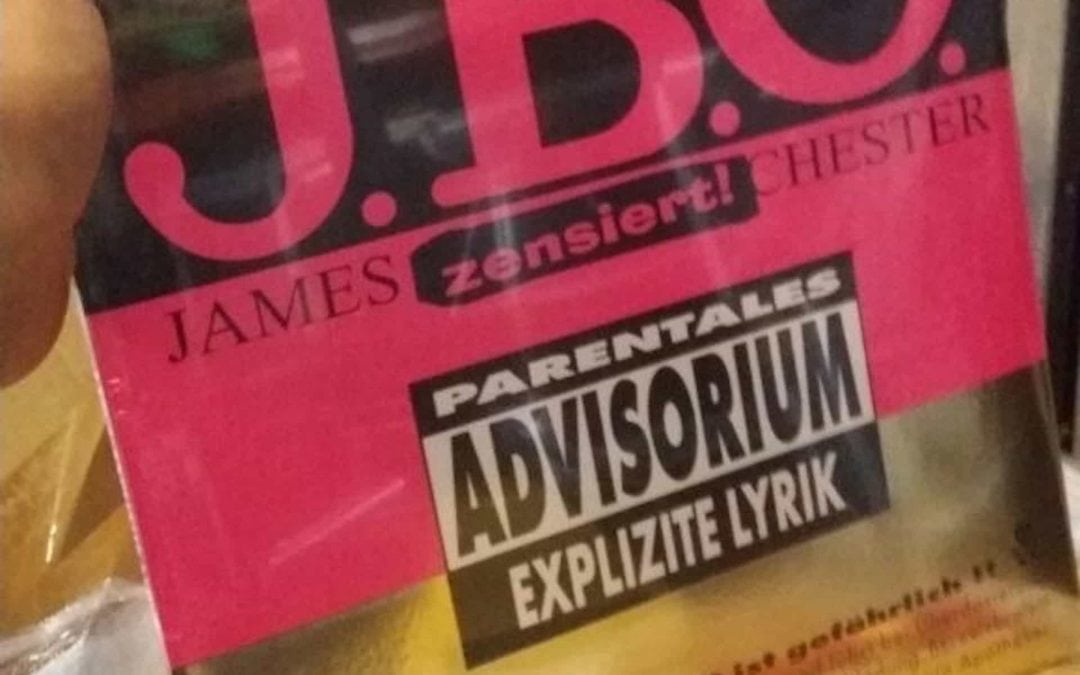 J.B.O.
JAMES zensiert! CHESTER
PARENTALES
ADVISORIUM
EXPLIZITE LYRIK
ist gefährlich